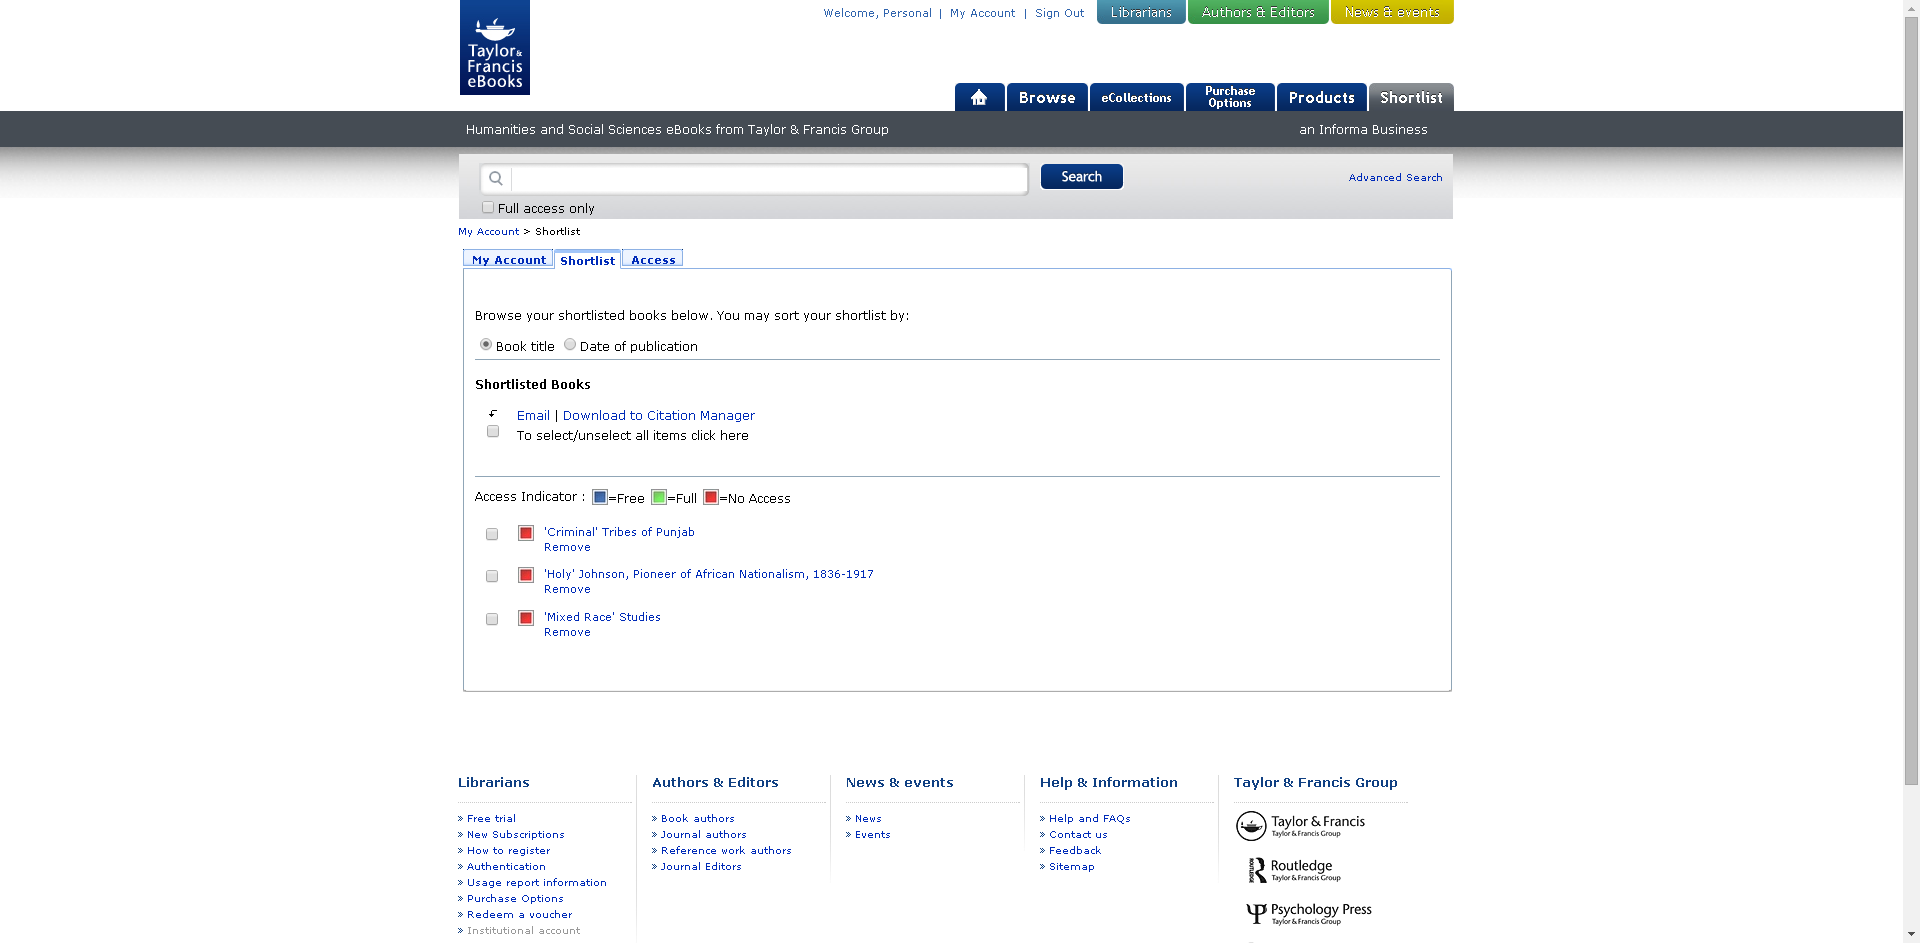 Taylor &
Francis
eBooks
Welcome, Personal | My Account | Sign Out
Librarians
Authors & Editors
News & events
Browse
eCollections
Purchase
Options
Products
Shortlist
Humanities and Social Sciences eBooks from Taylor & Francis Group
an Informa Business
Search
Advanced Search
Full access only
My Account > Shortlist
My Account
Shortlist
Access
Browse your shortlisted books below. You may sort your shortlist by:
Book title
Date of publication
Shortlisted Books
Email | Download to Citation Manager
To select/unselect all items click here
Access Indicator : =Free =Full =No Access
'Criminal' Tribes of Punjab
Remove
'Holy' Johnson, Pioneer of African Nationalism, 1836-1917
Remove
'Mixed Race' Studies
Remove
Librarians
» Free trial
» New Subscriptions
» How to register
» Authentication
» Usage report information
» Purchase Options
» Redeem a voucher
» Institutional account
Authors & Editors
» Book authors
» Journal authors
» Reference work authors
» Journal Editors
News & events
» News
» Events
Help & Information
» Help and FAQs
» Contact us
» Feedback
» Sitemap
Taylor & Francis Group
Taylor & Francis
Taylor & Francis Group
ROUTLEDGE
Routledge
Taylor & Francis Group
Psychology Press
Taylor & Francis Group